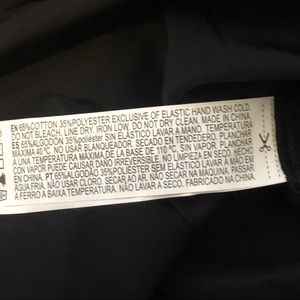 EN 65%COTTON 35%POLYESTER EXCLUSIVE OF ELASTIC HAND WASH COLD.
DO NOT BLEACH. LINE DRY. IRON LOW. DO NOT DRY CLEAN. MADE IN CHINA.
ES 65%ALGODON 35%poliéster SIN ELÁSTICO LAVAR A MANO, TEMPERATURA
MÁXIMA DE NO USAR BLANQUEADOR. SECADO EN TENDEDERO. PLANCHAR
A UNA TEMPERATURA MÁXIMA DE LA BASE DE 110 °C, SIN VAPOR. PLANCHAR
CON VAPOR PUEDE CAUSAR DAÑO IRREVERSIBLE. NO LIMPIAR EN SECO. HECHO
EN CHINA. PT, 65%ALGODÃO 35%POLIÉSTER SEM ELÁSTICO LAVAR À MÃO EM
ÁGUA FRIA. NÃO USAR CLORO. SECAR AO AR. NÃO SECAR NA MÁQUINA. PASSAR
A FERRO A BAIXA TEMPERATURA. NÃO LAVAR A SECO. FABRICADO NA CHINA.